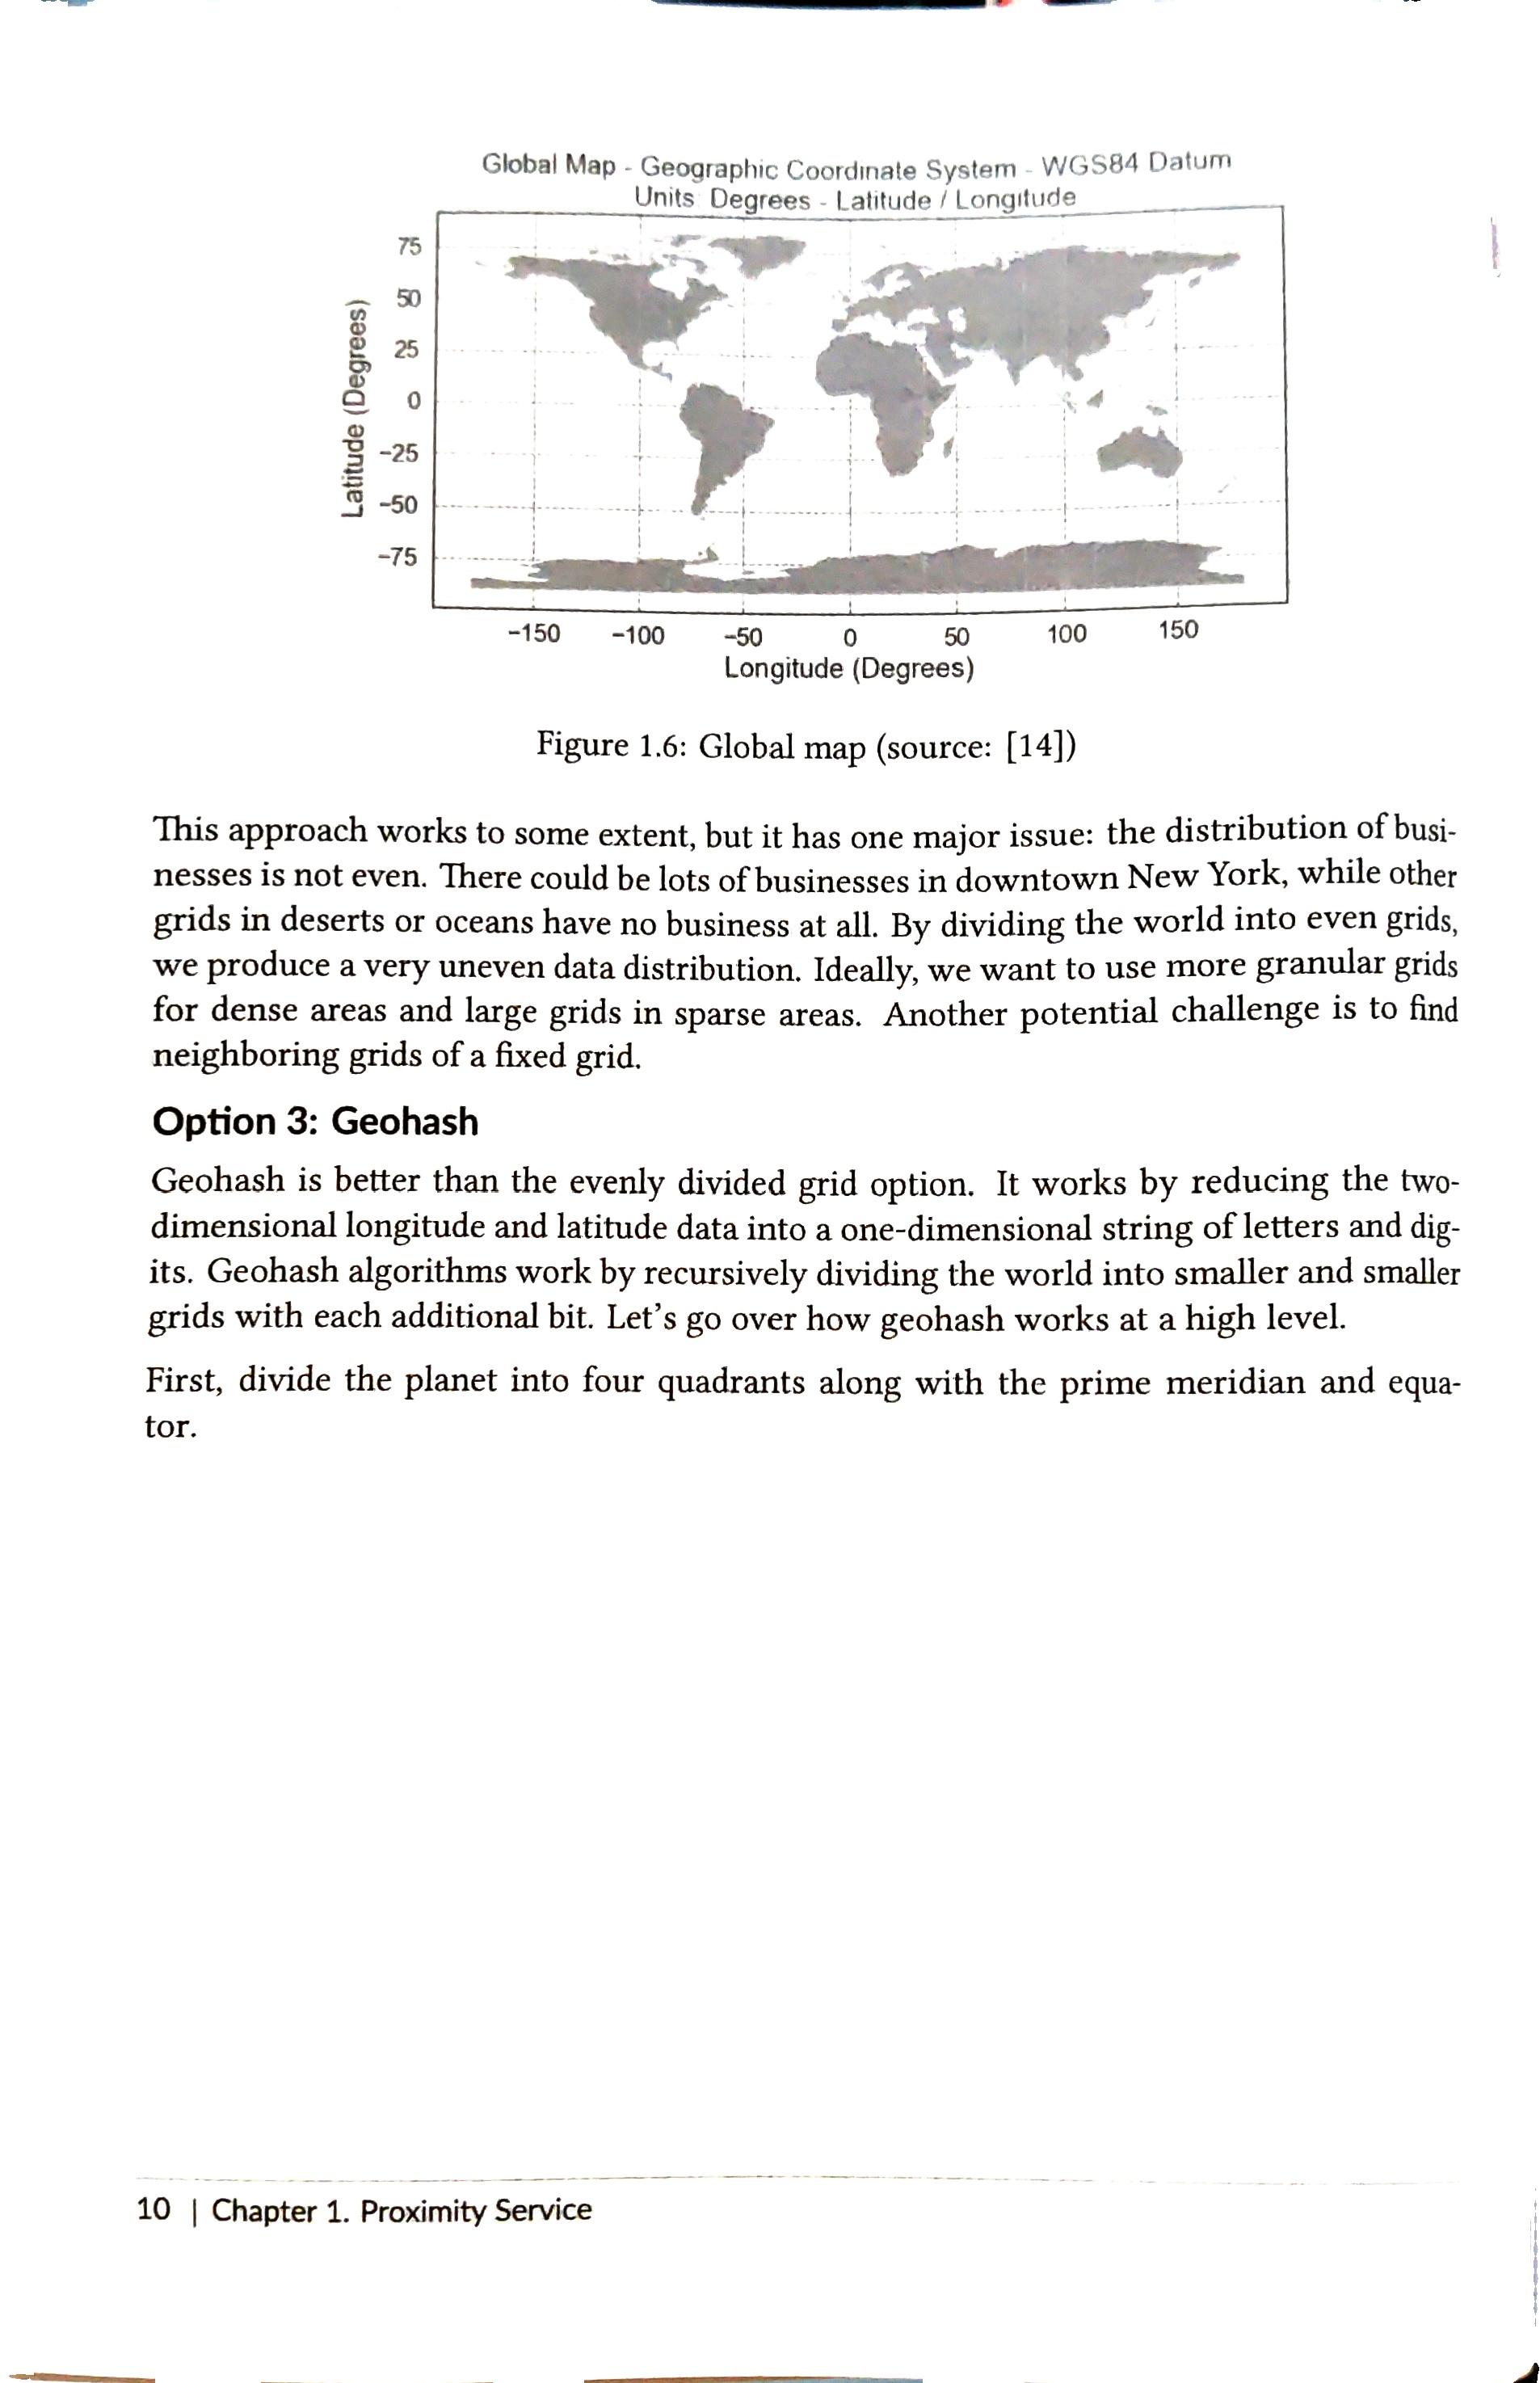 Global Map - Geographic Coordinate System - WGS84 Datum
Units Degrees - Latitude / Longitude
75
50
25
0
-25
-50
-75
Latitude (Degrees)
-150 -100 -50 0 50 100 150
Longitude (Degrees)
Figure 1.6: Global map (source: [14])
This approach works to some extent, but it has one major issue: the distribution of busi-
nesses is not even. There could be lots of businesses in downtown New York, while other
grids in deserts or oceans have no business at all. By dividing the world into even grids,
we produce a very uneven data distribution. Ideally, we want to use more granular grids
for dense areas and large grids in sparse areas. Another potential challenge is to find
neighboring grids of a fixed grid.
Option 3: Geohash
Geohash is better than the evenly divided grid option. It works by reducing the two-
dimensional longitude and latitude data into a one-dimensional string of letters and dig-
its. Geohash algorithms work by recursively dividing the world into smaller and smaller
grids with each additional bit. Let's go over how geohash works at a high level.
First, divide the planet into four quadrants along with the prime meridian and equa-
tor.
10 | Chapter 1. Proximity Service